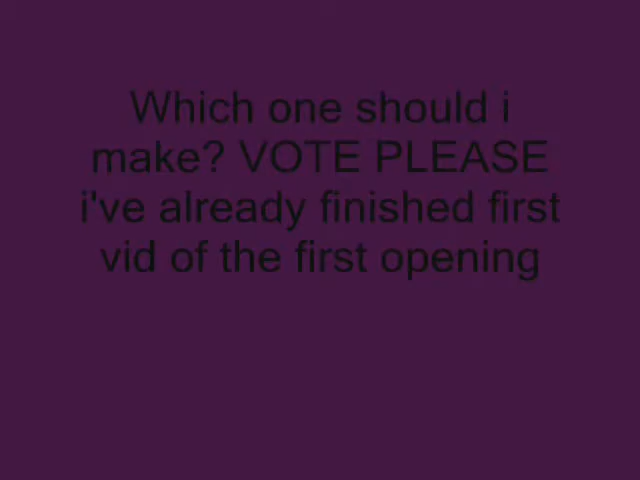 Which one should i
make? VOTE PLEASE
i've already finished first
vid of the first opening